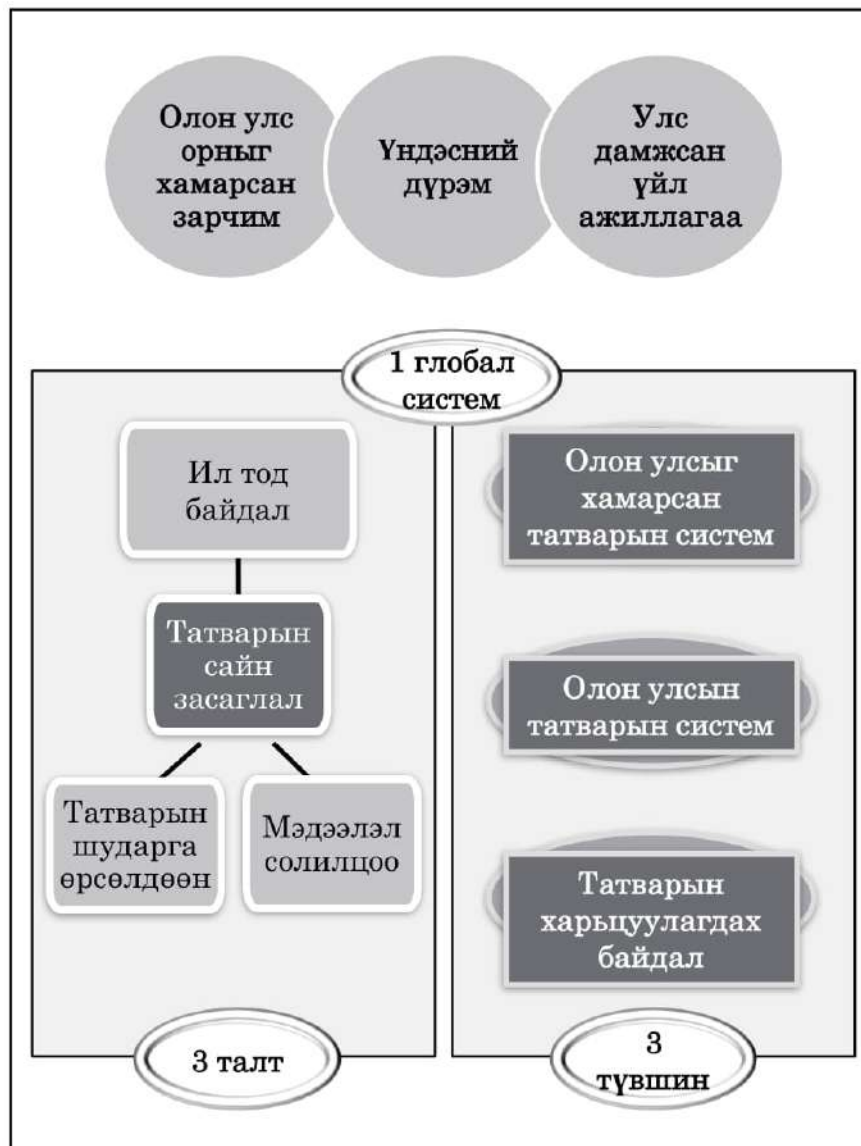 Олон улс
орныг
хамарсан
зарчим
Үндэсний
дүрэм
Улс
дамжсан
үйл
ажиллагаа
1 глобал
систем
Ил тод
байдал
Татварын
сайн
засаглал
Татварын
шударга
өрсөлдөөн
Мэдээлэл
солилцоо
3 талт
Олон улсыг
хамарсан
татварын систем
Олон улсын
татварын систем
Татварын
харьцуулагдах
байдал
3
түвшин